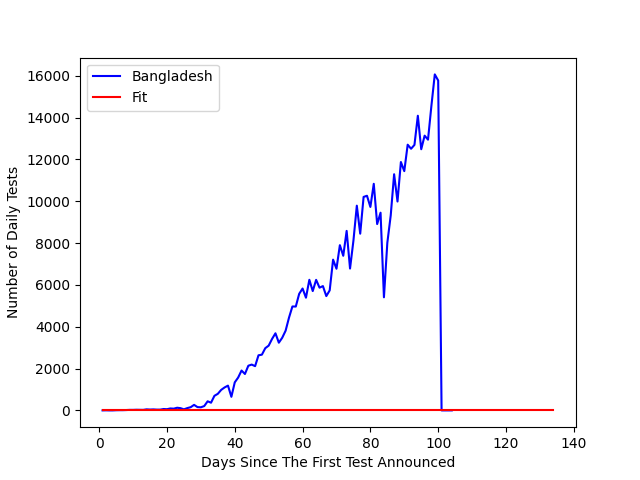 Bangladesh
Fit
16000
14000
12000
10000
8000
6000
4000
2000
0
Number of Daily Tests
0 20 40 60 80 100 120 140
Days Since The First Test Announced